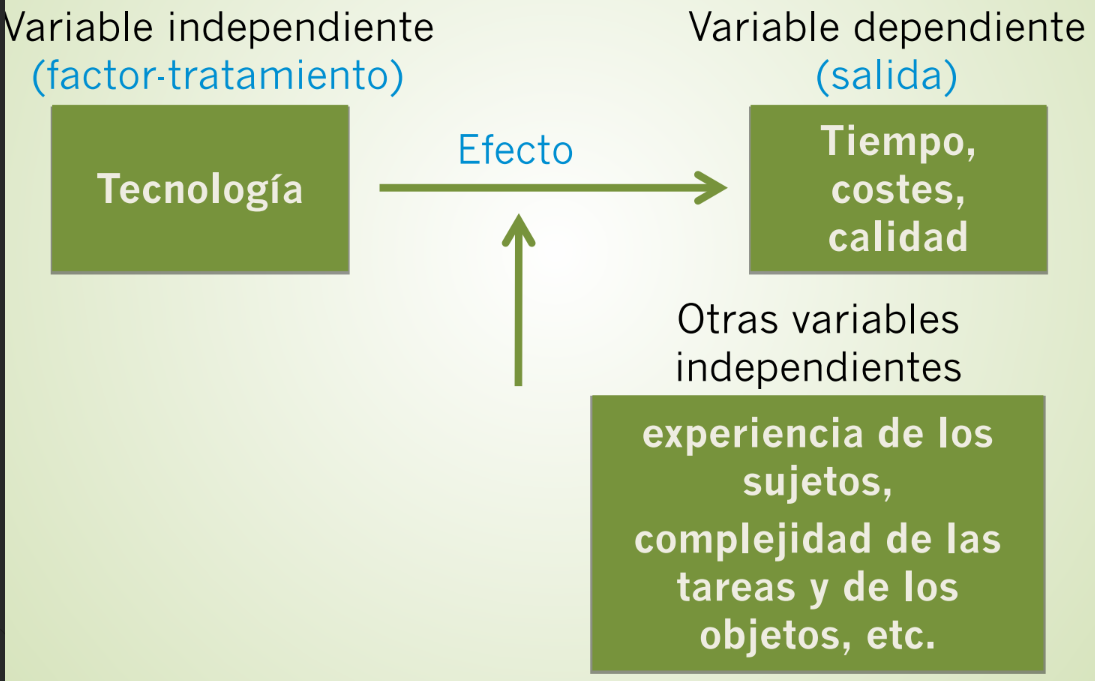 Variable independiente
(factor-tratamiento)
Tecnología
Efecto
Variable dependiente
(salida)
Tiempo,
costes,
calidad
Otras variables
independientes
experiencia de los
sujetos,
complejidad de las
tareas y de los
objetos, etc.